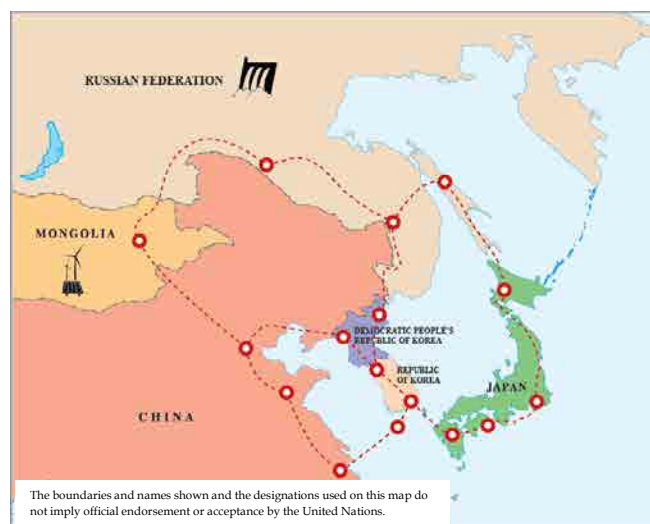 RUSSIAN FEDERATION
MONGOLIA
DEMOCRATIC PEOPLE'S
REPUBLIC OF KOREA
REPUBLIC
OF KOREA
JAPAN
CHINA
The boundaries and names shown and the designations used on this map do
not imply official endorsement or acceptance by the United Nations.